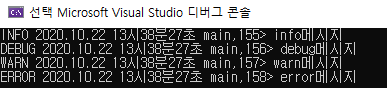 선택 Microsoft Visual Studio 디버그 콘솔
INFO 2020.10.22 13시38분27초 main,155> info메시지
DEBUG 2020.10.22 13시38분27초 main,156> debug메시지
WARN 2020.10.22 13시38분27초 main,157> warn메시지
ERROR 2020.10.22 13시38분27초 main,158> error메시지